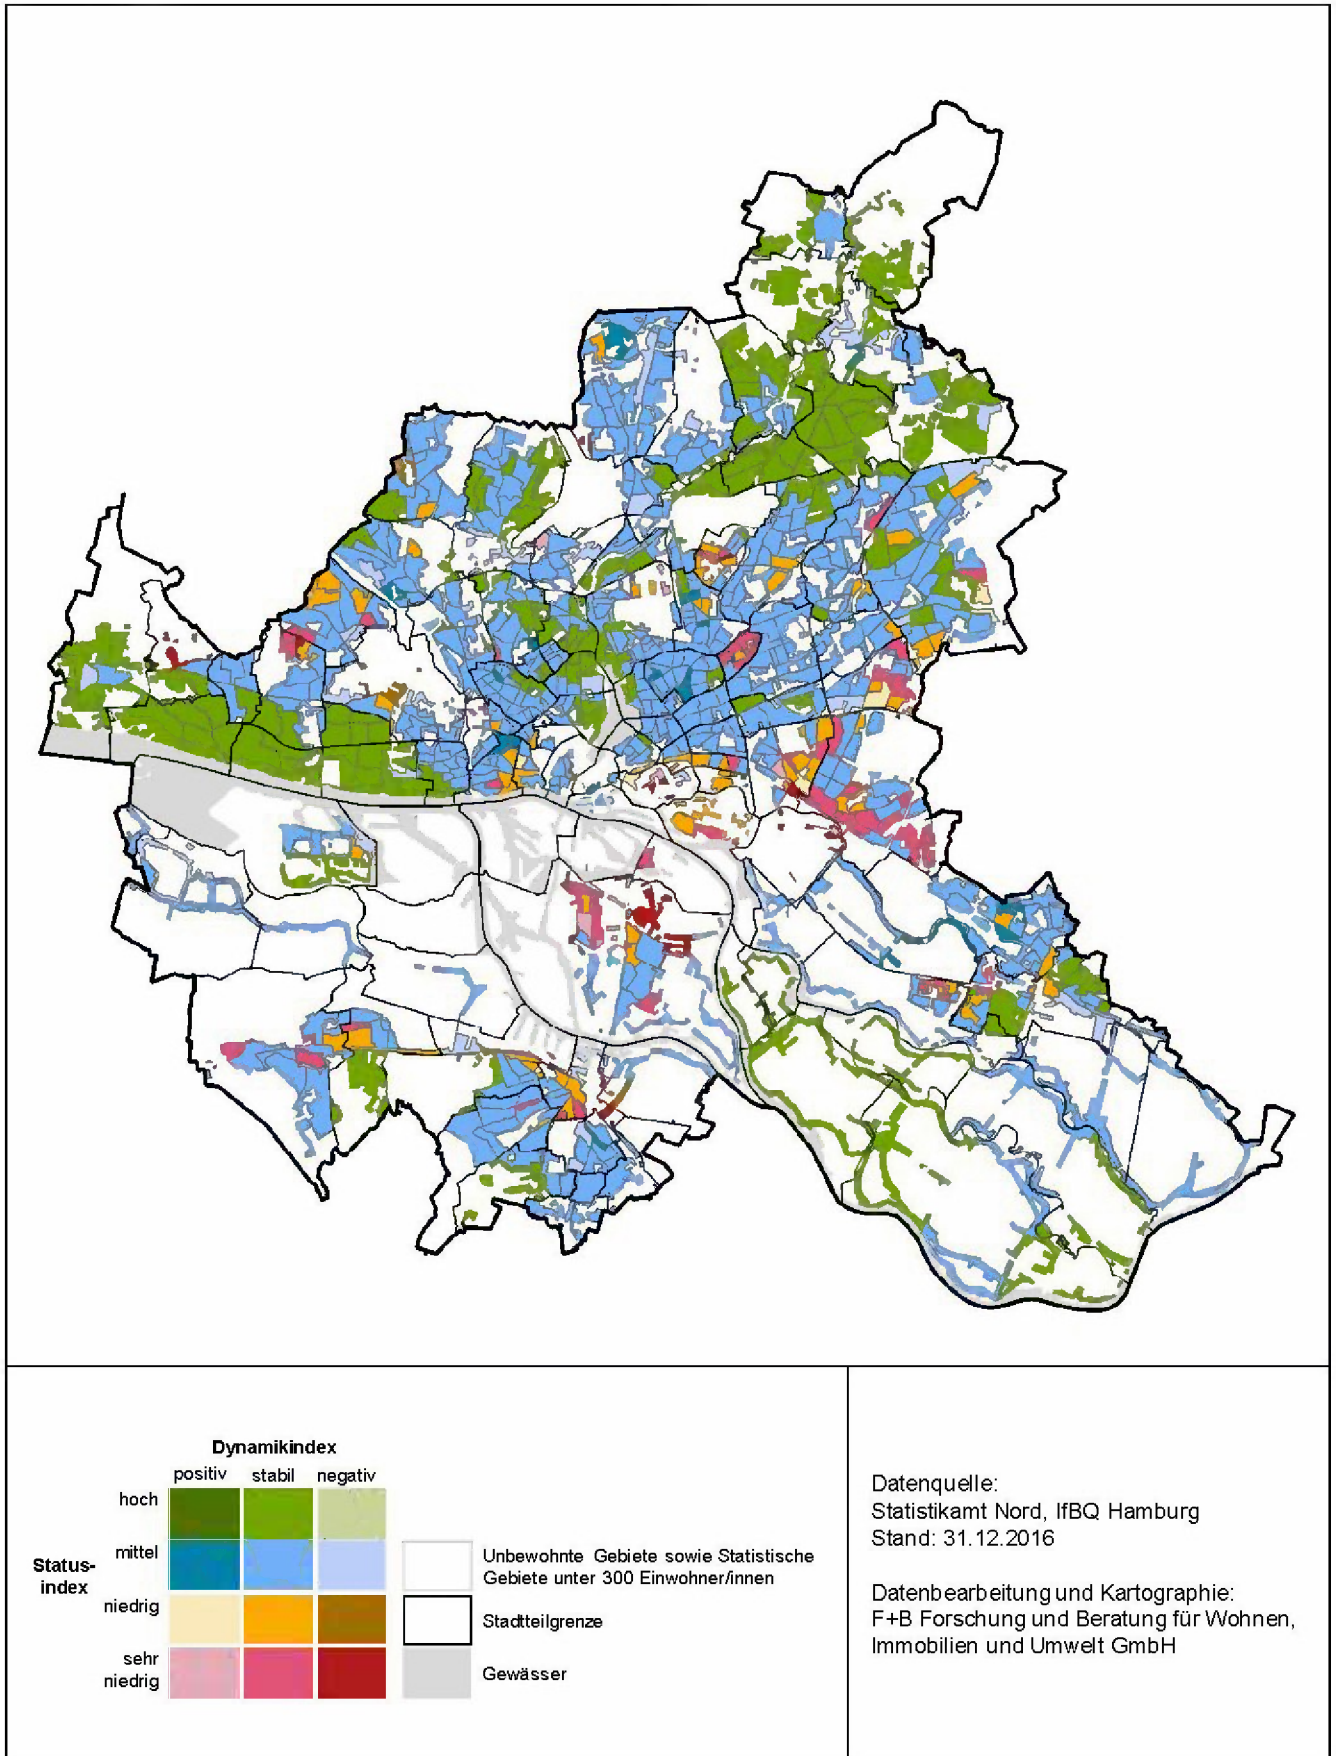 Dynamikindex
positiv stabil negativ
hoch
mittel
Status-
index
niedrig
sehr
niedrig
Unbewohnte Gebiete sowie Statistische
Gebiete unter 300 Einwohner/innen
Stadtteilgrenze
Gewässer
Datenquelle:
Statistikamt Nord, IfBQ Hamburg
Stand: 31.12.2016
Datenbearbeitung und Kartographie:
F+B Forschung und Beratung für Wohnen,
Immobilien und Umwelt GmbH